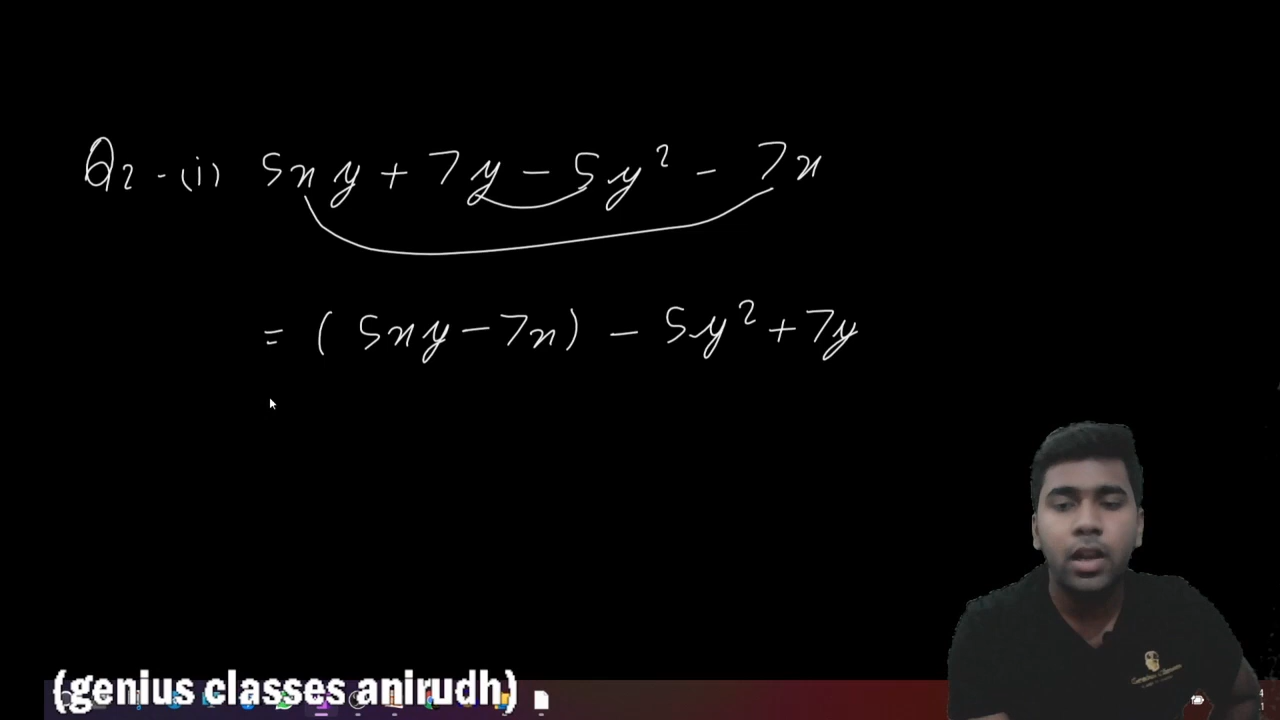 Q2 - (i) 5xy + 7y - 5y² - 7x
= (5xy - 7x) - 5y² + 7y
(genius classes anirudh)